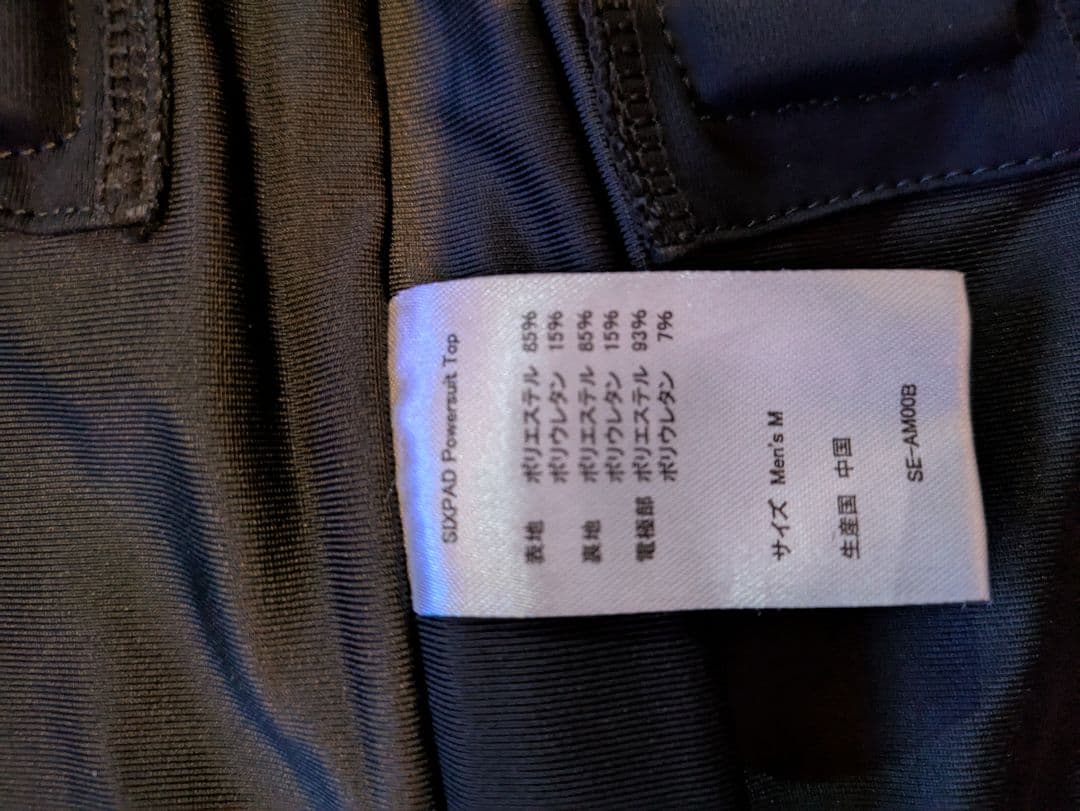 SIXPAD Powersuit Top
表地 ポリエステル 85%
ポリウレタン 15%
裏地 ポリエステル 85%
ポリウレタン 15%
電極部 ポリエステル 93%
ポリウレタン 7%
サイズ Men's M
生産国 中国
SE-AM00B